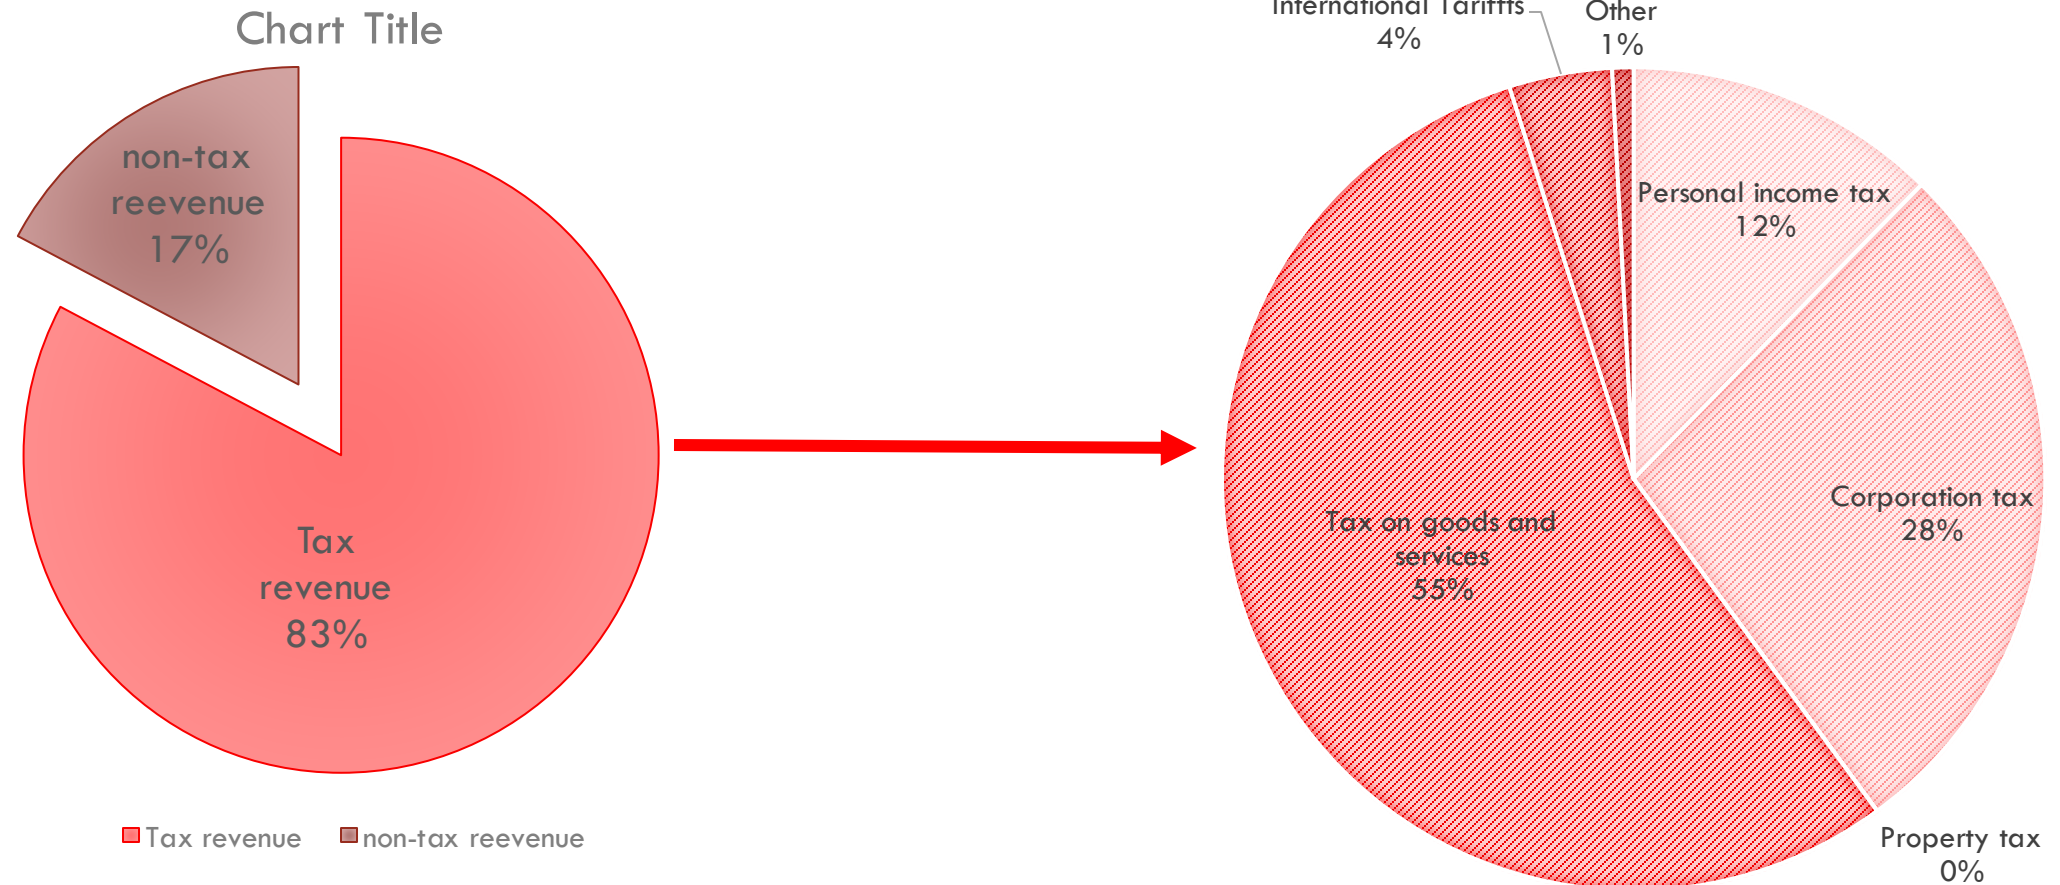 Chart Title
non-tax
reevenue
17%
Tax
revenue
83%
Tax revenue
non-tax reevenue
International Tariffts
4%
Other
1%
Personal income tax
12%
Corporation tax
28%
Tax on goods and
services
55%
Property tax
0%